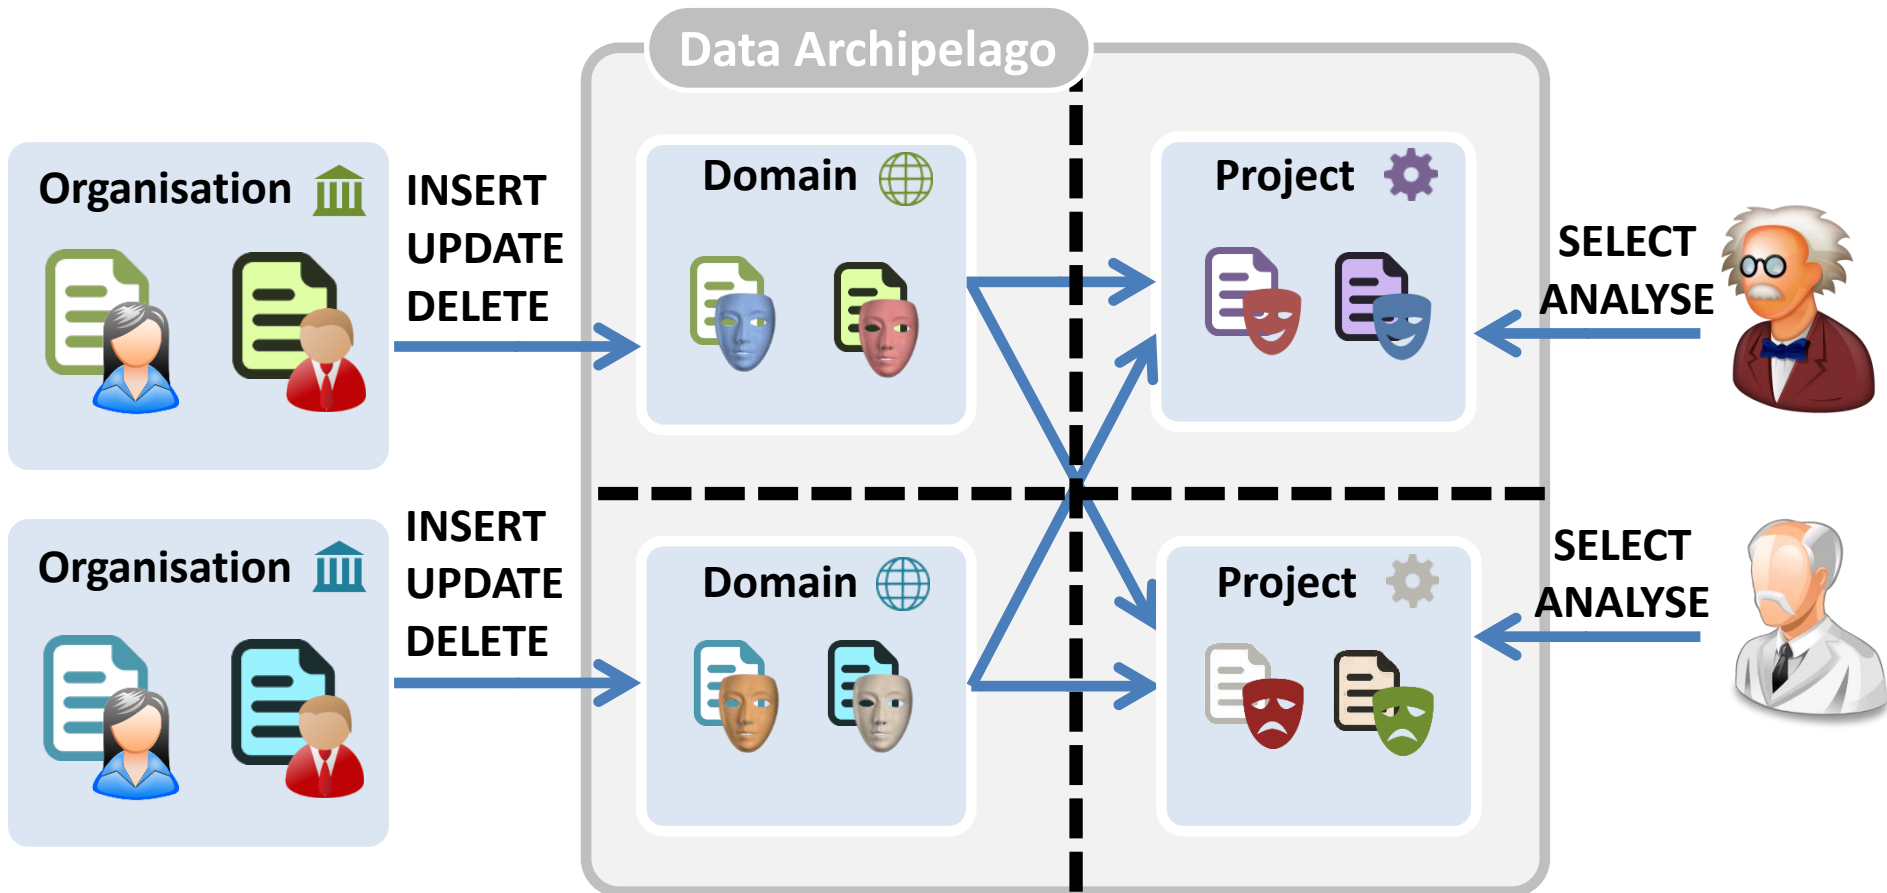 Data Archipelago
Organisation
INSERT
UPDATE
DELETE
Domain
Project
SELECT
ANALYSE
Organisation
INSERT
UPDATE
DELETE
Domain
Project
SELECT
ANALYSE